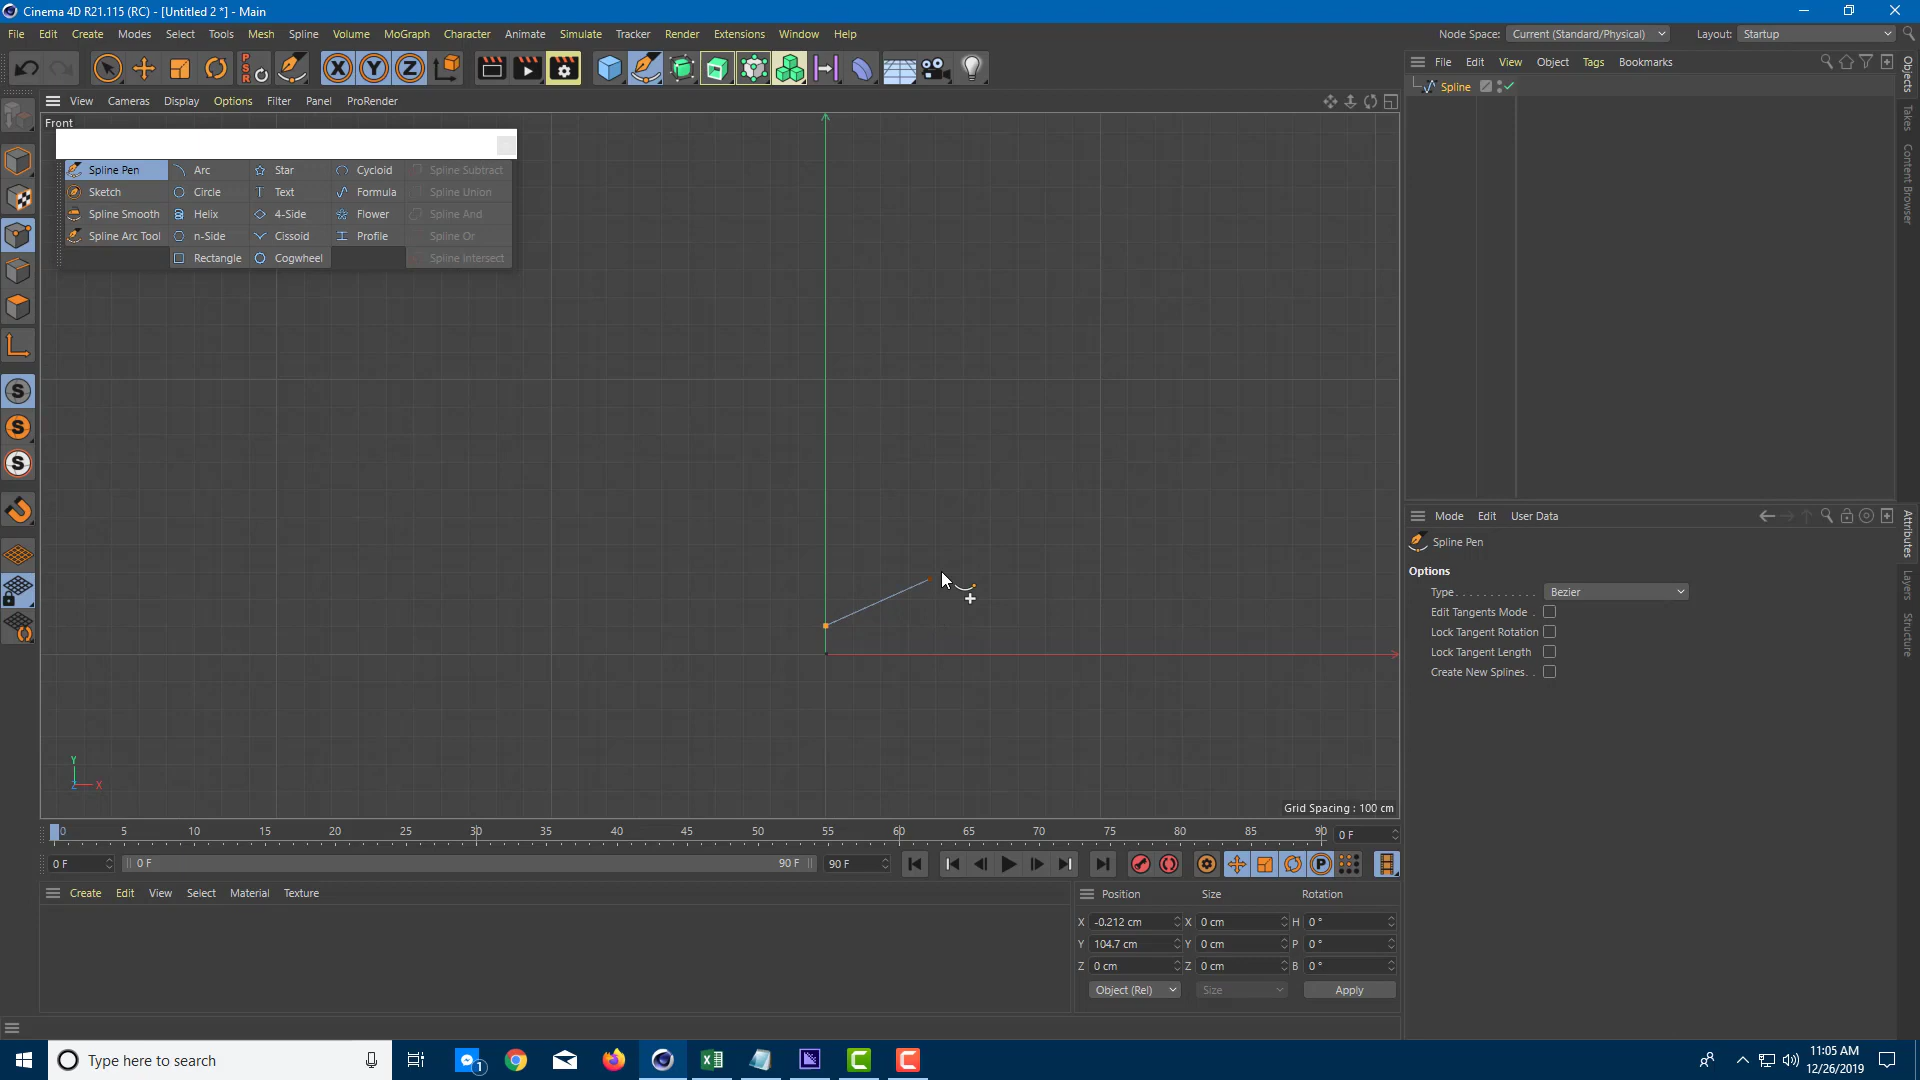 Cinema 4D R21.115 (RC) - [Untitled 2 *] - Main
File Edit Create Modes Select Tools Mesh Spline Volume MoGraph Character Animate Simulate Tracker Render Extensions Window Help Node Space: Current (Standard/Physical) Layout: Startup
P S R X Y Z
File Edit View Object Tags Bookmarks
View Cameras Display Options Filter Panel ProRender
Spline
Objects
Takes
Content Browser
Front
Spline Pen Arc Star Cycloid Spline Subtract
Sketch Circle Text Formula Spline Union
Spline Smooth Helix 4-Side Flower Spline And
Spline Arc Tool n-Side Cissoid Profile Spline Or
Rectangle Cogwheel Spline Intersect
S
S
S
Mode Edit User Data
Spline Pen
Options
Type Bezier
Edit Tangents Mode
Lock Tangent Rotation
Lock Tangent Length
Create New Splines
Attributes
Layers
Structure
Y
Z X
Grid Spacing : 100 cm
0 5 10 15 20 25 30 35 40 45 50 55 60 65 70 75 80 85 90 0 F
0 F 0 F 90 F 90 F P
Create Edit View Select Material Texture
Position Size Rotation
X -0.212 cm X 0 cm H 0 °
Y 104.7 cm Y 0 cm P 0 °
Z 0 cm Z 0 cm B 0 °
Object (Rel) Size Apply
Type here to search 1
11:05 AM
12/26/2019